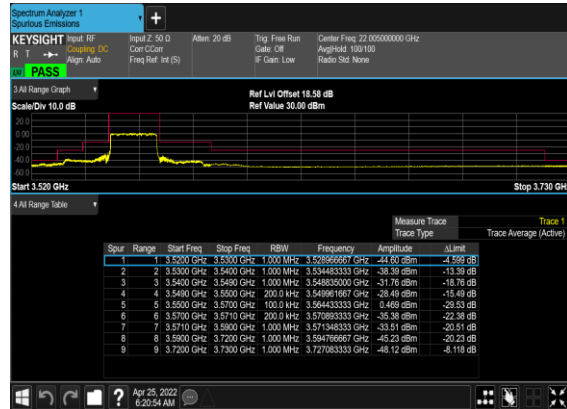 Spectrum Analyzer 1
Spurious Emissions
+
KEYSIGHT Input: RF Input Z: 50 Ω Atten: 20 dB Trig: Free Run Center Freq: 22.005000000 GHz
R T Coupling: DC Corr CCorr Gate: Off Avg|Hold: 100/100
Align: Auto Freq Ref: Int (S) IF Gain: Low Radio Std: None
PASS
3 All Range Graph
Ref Lvl Offset 18.58 dB
Scale/Div 10.0 dB Ref Value 30.00 dBm
20.0
0.00
-20.0
-40.0
-60.0
Start 3.520 GHz Stop 3.730 GHz
4 All Range Table
Measure Trace Trace 1
Trace Type Trace Average (Active)
Spur Range Start Freq Stop Freq RBW Frequency Amplitude ΔLimit
1 1 3.5200 GHz 3.5300 GHz 1.000 MHz 3.528966667 GHz -44.60 dBm -4.599 dB
2 2 3.5300 GHz 3.5400 GHz 1.000 MHz 3.534483333 GHz -38.39 dBm -13.39 dB
3 3 3.5400 GHz 3.5490 GHz 1.000 MHz 3.548835000 GHz -31.76 dBm -18.76 dB
4 4 3.5490 GHz 3.5500 GHz 200.0 kHz 3.549961667 GHz -28.49 dBm -15.49 dB
5 5 3.5500 GHz 3.5700 GHz 100.0 kHz 3.564433333 GHz 0.469 dBm -29.53 dB
6 6 3.5700 GHz 3.5710 GHz 200.0 kHz 3.570893333 GHz -35.38 dBm -22.38 dB
7 7 3.5710 GHz 3.5900 GHz 1.000 MHz 3.571348333 GHz -33.51 dBm -20.51 dB
8 8 3.5900 GHz 3.7200 GHz 1.000 MHz 3.594766667 GHz -45.23 dBm -20.23 dB
9 9 3.7200 GHz 3.7300 GHz 1.000 MHz 3.727083333 GHz -48.12 dBm -8.118 dB
? Apr 25, 2022
6:20:54 AM